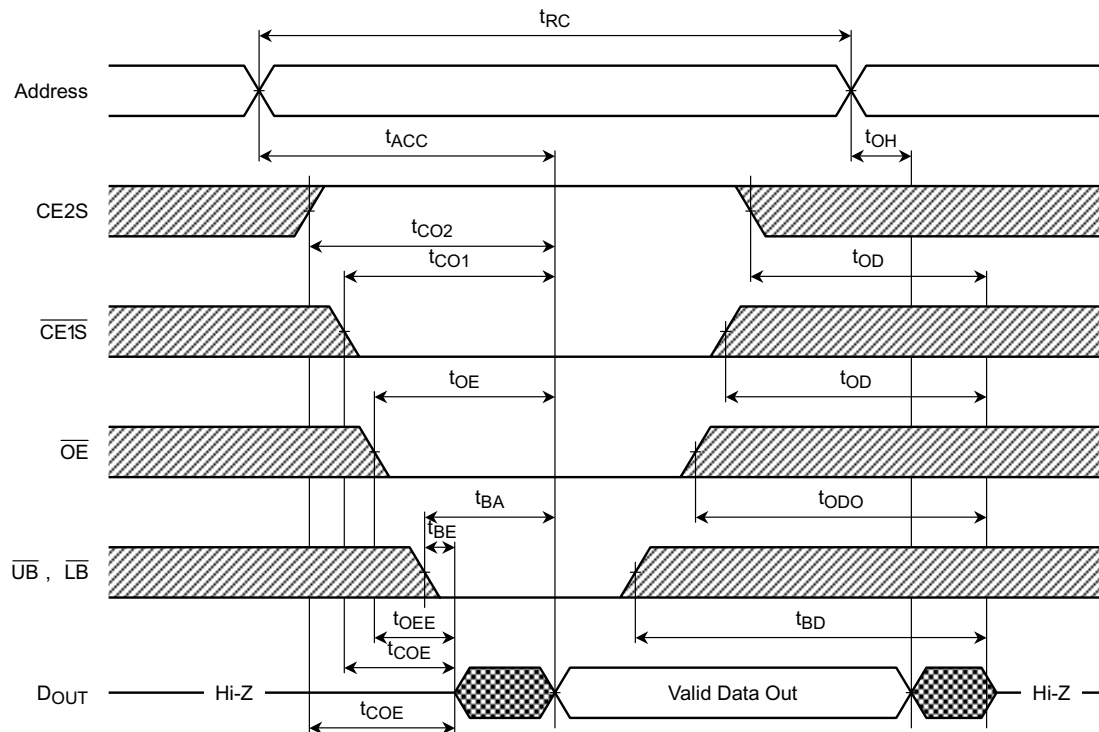 tRC
Address
tACC
tOH
CE2S
tCO2
tCO1
tOD
CE1S
tOE
tOD
OE
tBA
tODO
tBE
UB , LB
tOEE
tBD
tCOE
DOUT
Hi-Z
Valid Data Out
Hi-Z
tCOE